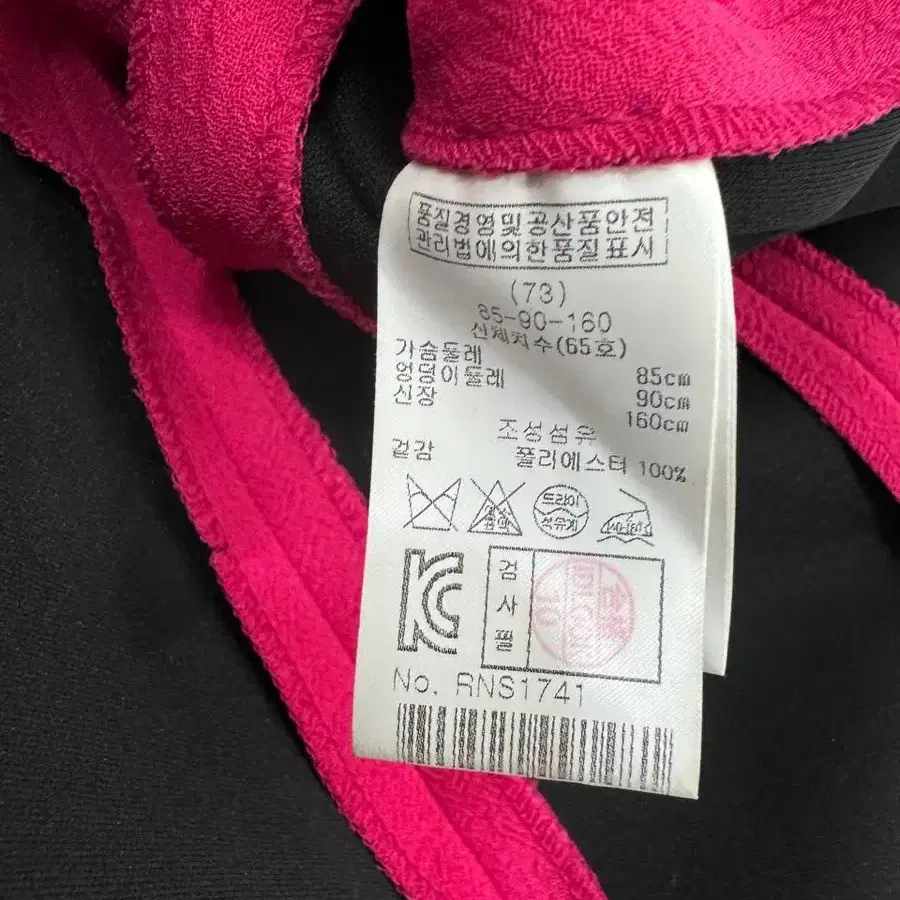 품질경영및공산품안전
관리법에의한품질표시
(73)
85-90-160
신체치수(65호)
가슴둘레 85cm
엉덩이둘레 90cm
신장 160cm
조성섬유
겉감 폴리에스터 100%
드라이
석유계
검
사
필
No. RNS1741